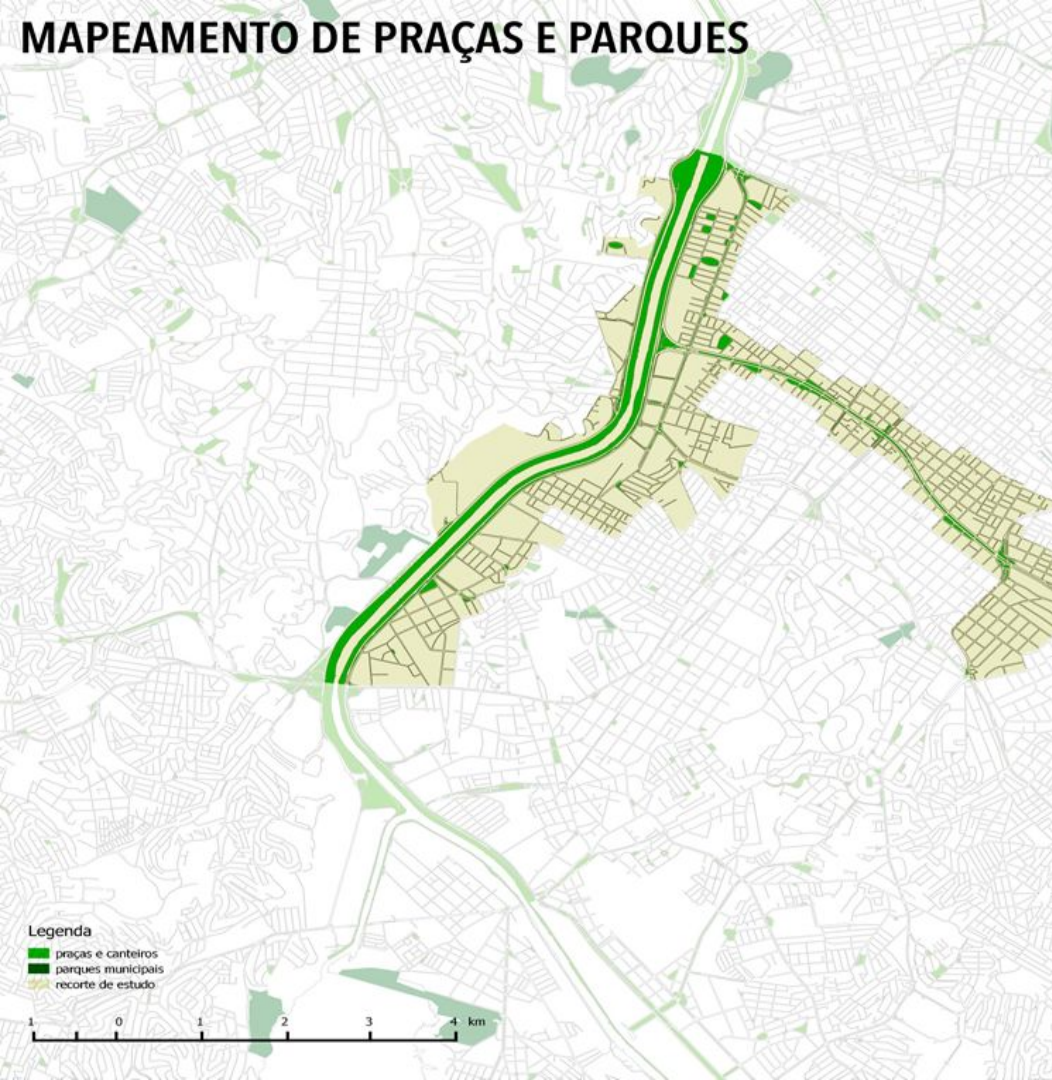 MAPEAMENTO DE PRAÇAS E PARQUES
Legenda
praças e canteiros
parques municipais
recorte de estudo
1 0 1 2 3 4 km